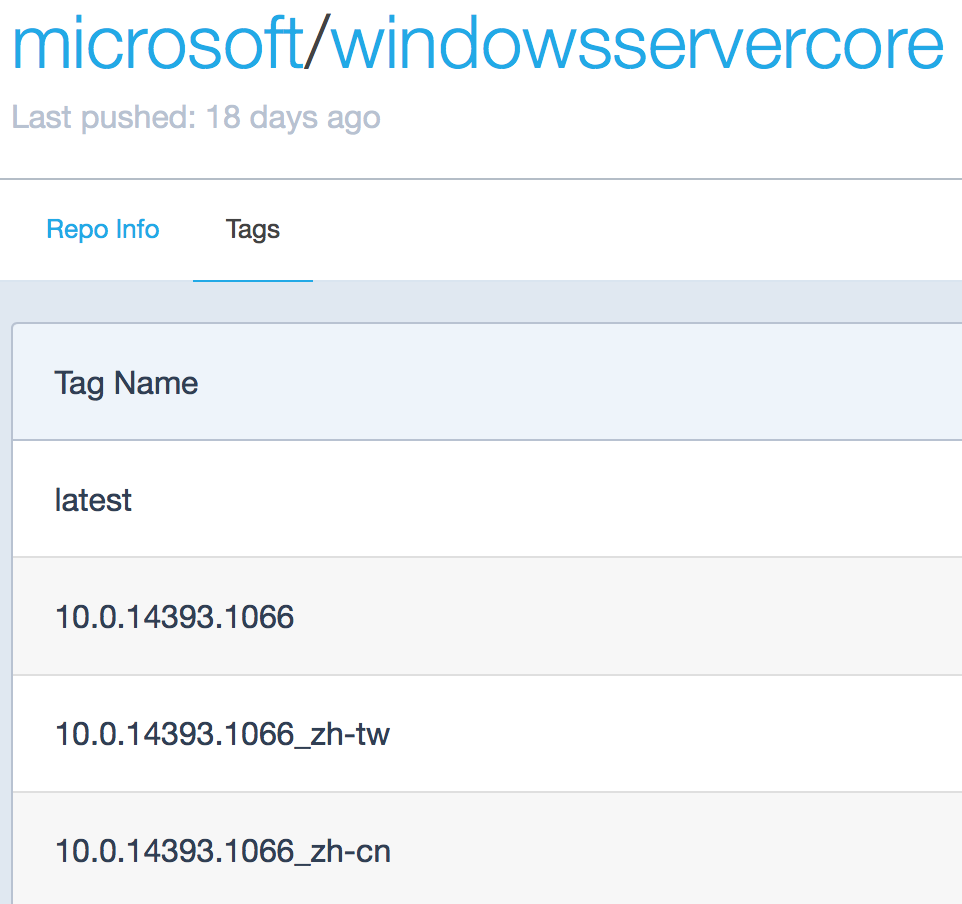 microsoft/windowsservercore
Last pushed: 18 days ago
Repo Info Tags
Tag Name
latest
10.0.14393.1066
10.0.14393.1066_zh-tw
10.0.14393.1066_zh-cn